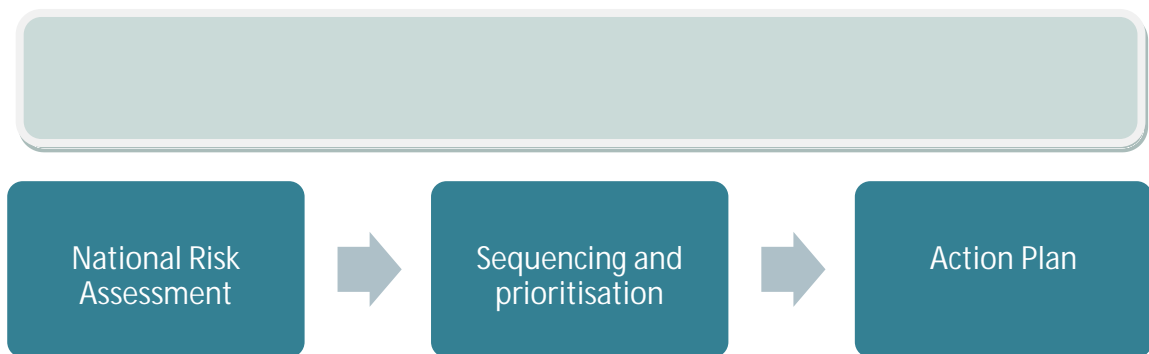 National Risk
Assessment
Sequencing and
prioritisation
Action Plan